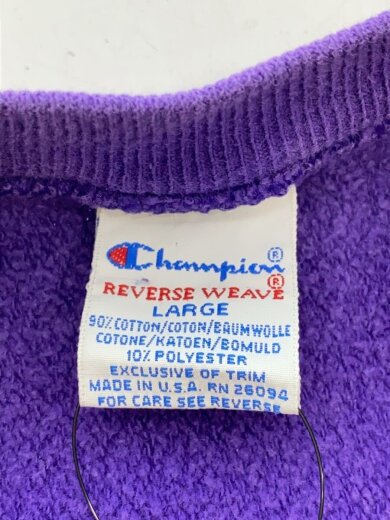 Champion®
REVERSE WEAVE®
LARGE
90% COTTON/COTON/BAUMWOLLE
COTONE/KATOEN/BOMULD
10% POLYESTER
EXCLUSIVE OF TRIM
MADE IN U.S.A. RN 26094
FOR CARE SEE REVERSE